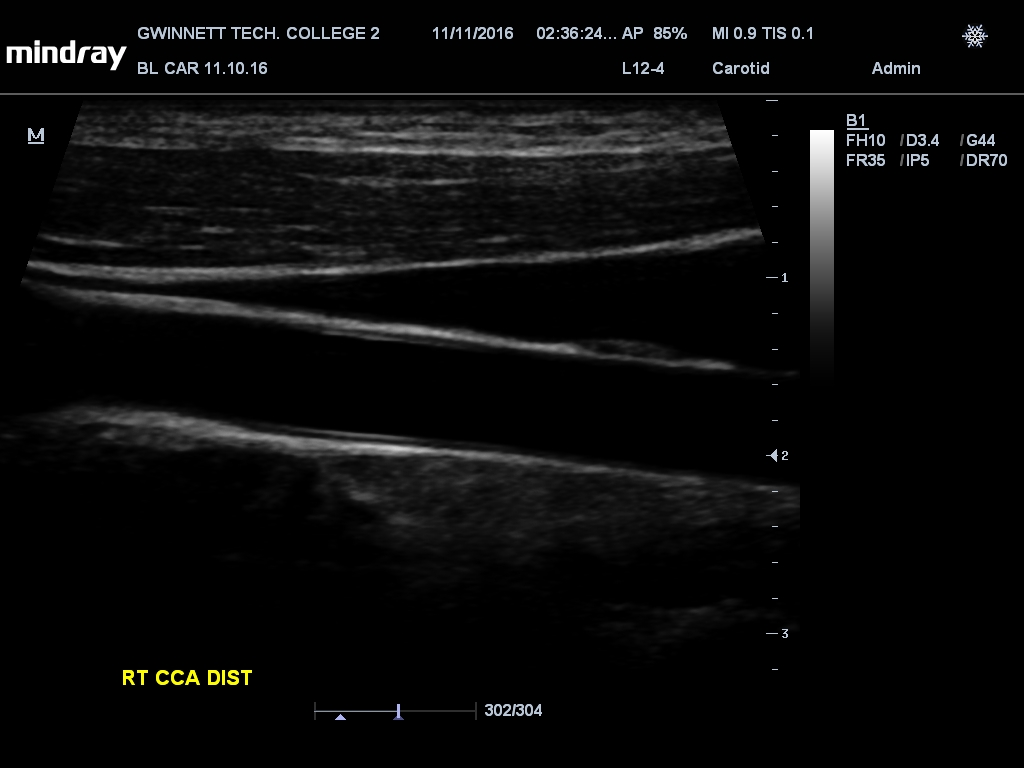 mindray
GWINNETT TECH. COLLEGE 2 11/11/2016 02:36:24... AP 85% MI 0.9 TIS 0.1
BL CAR 11.10.16 L12-4 Carotid Admin
M
B1
FH10 /D3.4 /G44
FR35 /IP5 /DR70
1
2
3
RT CCA DIST
302/304